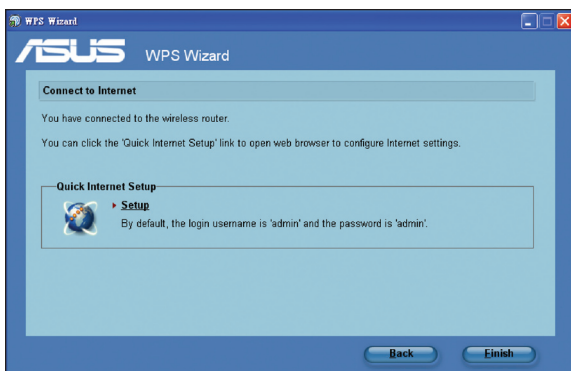 WPS Wizard
ASUS WPS Wizard
Connect to Internet
You have connected to the wireless router.
You can click the 'Quick Internet Setup' link to open web browser to configure Internet settings.
Quick Internet Setup
Setup
By default, the login username is 'admin' and the password is 'admin'.
Back Finish